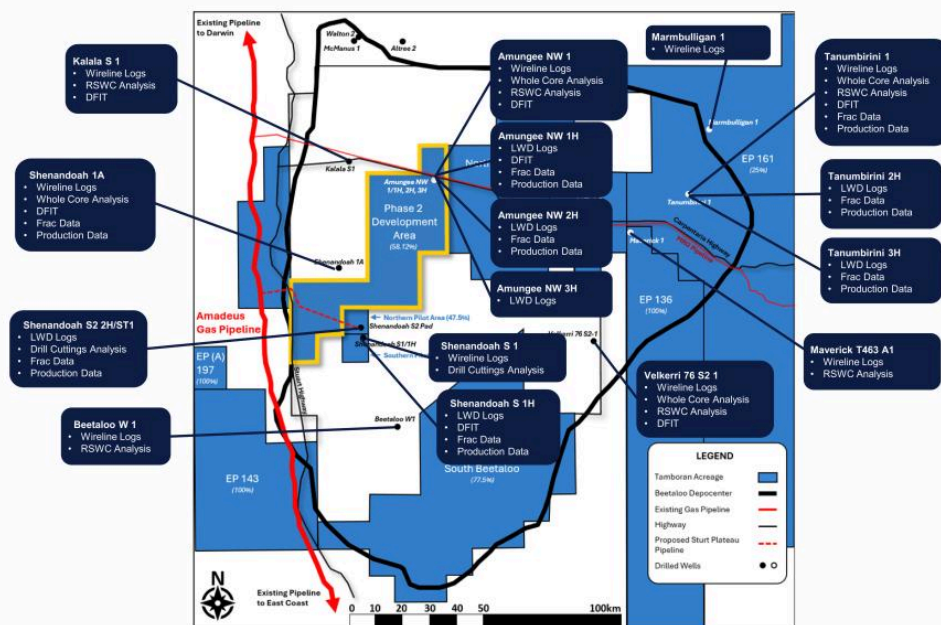 Existing Pipeline
to Darwin
Walton 2
McManus 1
Altree 2
Kalala S 1
• Wireline Logs
• RSWC Analysis
• DFIT
Amungee NW 1
• Wireline Logs
• Whole Core Analysis
• RSWC Analysis
• DFIT
Marmbulligan 1
• Wireline Logs
Tanumbirini 1
• Wireline Logs
• Whole Core Analysis
• RSWC Analysis
• DFIT
• Frac Data
• Production Data
Marmbulligan 1
Amungee NW 1H
• LWD Logs
• DFIT
• Frac Data
• Production Data
Kalala S1
Amungee NW
1/1H, 2H, 3H
EP 161
(25%)
Shenandoah 1A
• Wireline Logs
• Whole Core Analysis
• DFIT
• Frac Data
• Production Data
Phase 2
Development
Area
(58.12%)
Tanumbirini 1
Tanumbirini 2H
• LWD Logs
• Frac Data
• Production Data
Amungee NW 2H
• LWD Logs
• Frac Data
• Production Data
Carpentaria Highway
Maverick 1
Tanumbirini 3H
• LWD Logs
• Frac Data
• Production Data
Shenandoah 1A
Amungee NW 3H
• LWD Logs
EP 136
(100%)
Amadeus
Gas Pipeline
Northern Pilot Area (47.5%)
Shenandoah S2 Pad
Shenandoah S1/1H
Velkerri 76 S2-1
Shenandoah S2 2H/ST1
• LWD Logs
• Drill Cuttings Analysis
• Frac Data
• Production Data
Shenandoah S 1
• Wireline Logs
• Drill Cuttings Analysis
Maverick T463 A1
• Wireline Logs
• RSWC Analysis
EP (A)
197
(100%)
Stuart Highway
Velkerri 76 S2 1
• Wireline Logs
• Whole Core Analysis
• RSWC Analysis
• DFIT
Shenandoah S 1H
• LWD Logs
• DFIT
• Frac Data
• Production Data
Beetaloo W 1
• Wireline Logs
• RSWC Analysis
Beetaloo W1
South Beetaloo
(77.5%)
EP 143
(100%)
LEGEND
Tamboran Acreage
Beetaloo Depocenter
Existing Gas Pipeline
Highway
Proposed Sturt Plateau
Pipeline
Drilled Wells
N
Existing Pipeline
to East Coast
0 10 20 30 40 50 100km